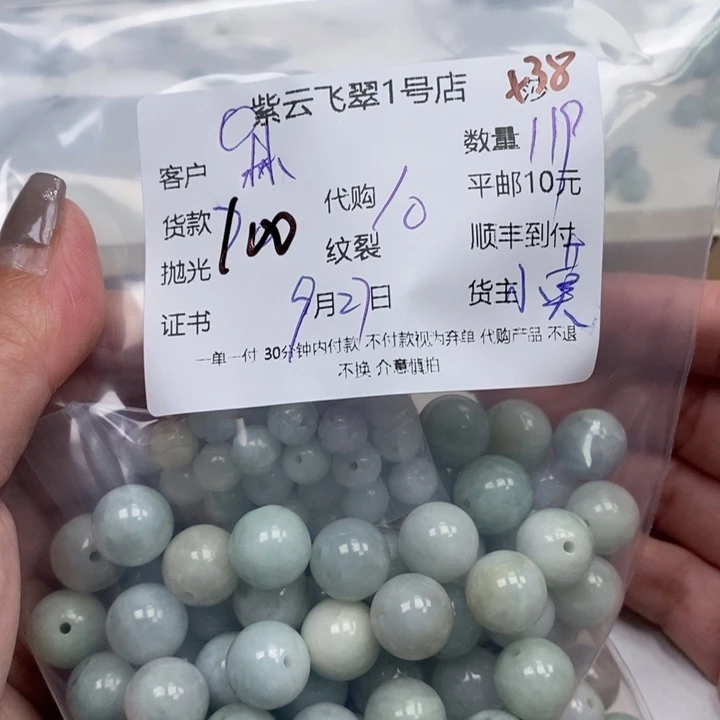 紫云飞翠1号店 +38
客户 数量
货款 100 代购 10 平邮10元
抛光 纹裂 顺丰到付
证书 9月27日 货主 小
一单一付 30分钟内付款 不付款视为弃单 代购产品 不退
不换 介意慎拍